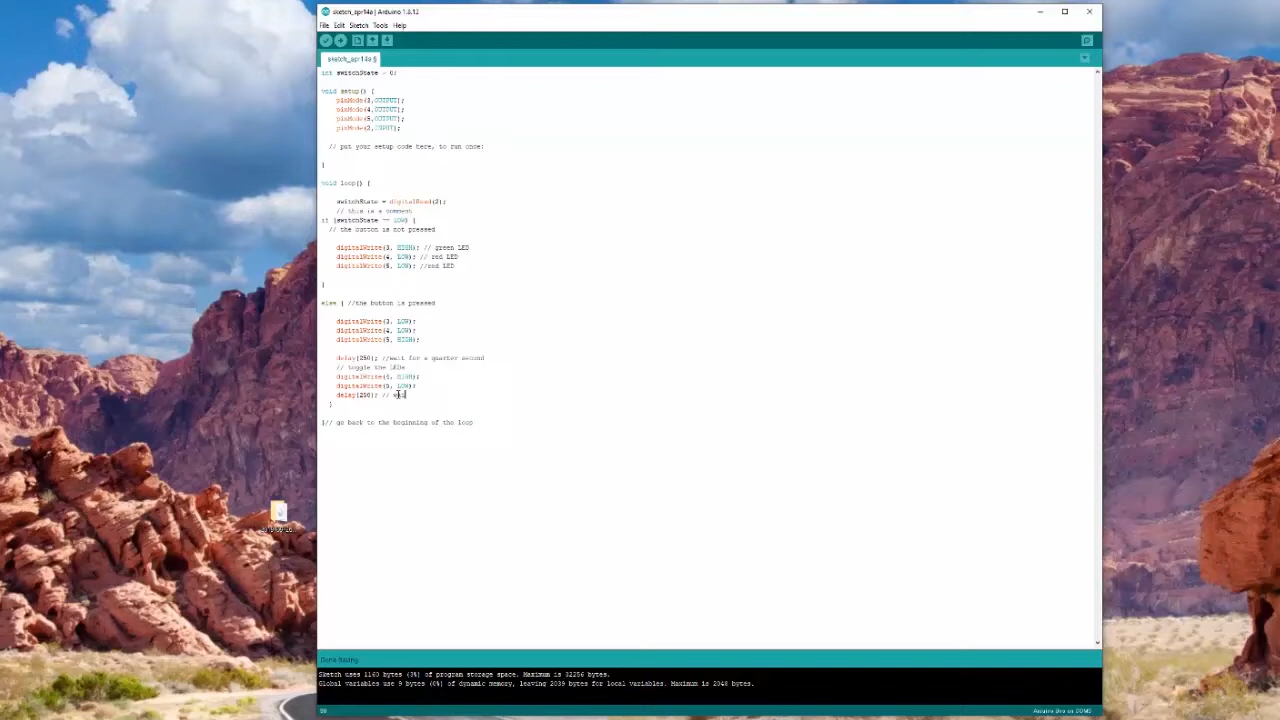 sketch_apr14a | Arduino 1.8.12
File Edit Sketch Tools Help
sketch_apr14a §
int switchState = 0;
void setup() {
pinMode(3,OUTPUT);
pinMode(4,OUTPUT);
pinMode(5,OUTPUT);
pinMode(2,INPUT);
// put your setup code here, to run once:
}
void loop() {
switchState = digitalRead(2);
// this is a comment
if (switchState == LOW) {
// the button is not pressed
digitalWrite(3, HIGH); // green LED
digitalWrite(4, LOW); // red LED
digitalWrite(5, LOW); //red LED
}
else { //the button is pressed
digitalWrite(3, LOW);
digitalWrite(4, LOW);
digitalWrite(5, HIGH);
delay(250); //wait for a quarter second
// toggle the LEDs
digitalWrite(4, HIGH);
digitalWrite(5, LOW);
delay(250); // wai
}
}// go back to the beginning of the loop
Done Saving.
Sketch uses 1160 bytes (3%) of program storage space. Maximum is 32256 bytes.
Global variables use 9 bytes (0%) of dynamic memory, leaving 2039 bytes for local variables. Maximum is 2048 bytes.
Arduino Uno on COM5